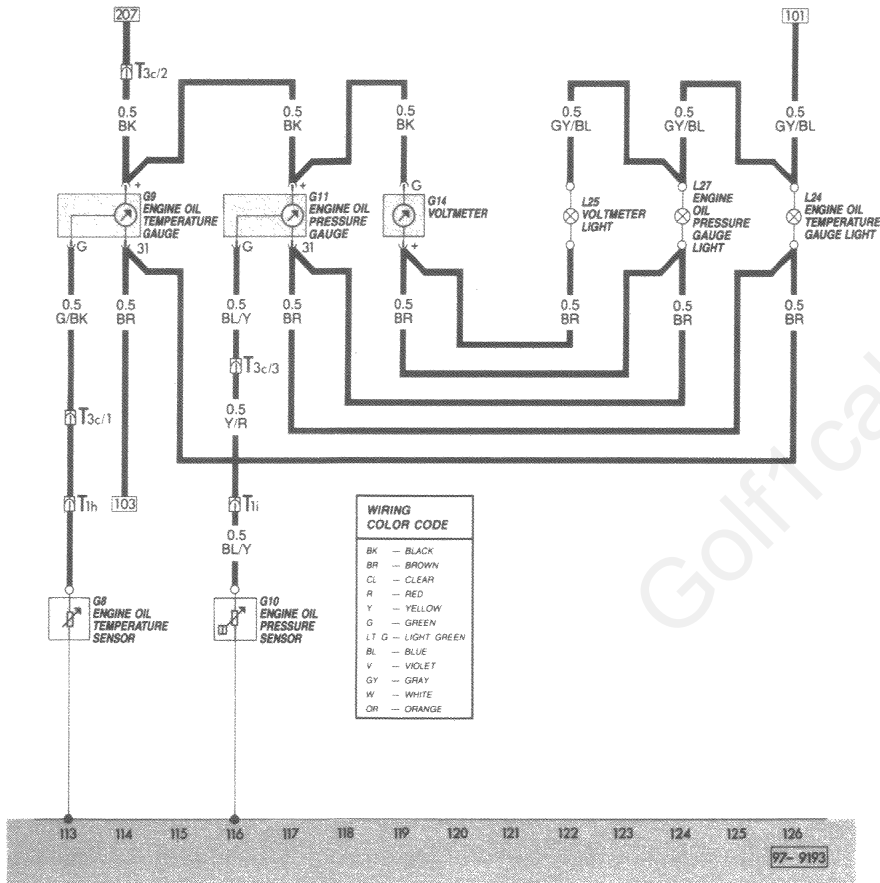 207
101
T3c/2
0.5 BK
0.5 BK
0.5 BK
0.5 GY/BL
0.5 GY/BL
0.5 GY/BL
+
+
G
G9 ENGINE OIL TEMPERATURE GAUGE
G11 ENGINE OIL PRESSURE GAUGE
G14 VOLTMETER
L25 VOLTMETER LIGHT
L27 ENGINE OIL PRESSURE GAUGE LIGHT
L24 ENGINE OIL TEMPERATURE GAUGE LIGHT
G
31
G
31
+
0.5 G/BK
0.5 BR
0.5 BL/Y
0.5 BR
0.5 BR
0.5 BR
0.5 BR
0.5 BR
T3c/3
0.5 Y/R
T3c/1
T1h
103
T1i
0.5 BL/Y
G8 ENGINE OIL TEMPERATURE SENSOR
G10 ENGINE OIL PRESSURE SENSOR
WIRING
COLOR CODE
BK — BLACK
BR — BROWN
CL — CLEAR
R — RED
Y — YELLOW
G — GREEN
LT G — LIGHT GREEN
BL — BLUE
V — VIOLET
GY — GRAY
W — WHITE
OR — ORANGE
Golf1cal
113 114 115 116 117 118 119 120 121 122 123 124 125 126
97- 9193